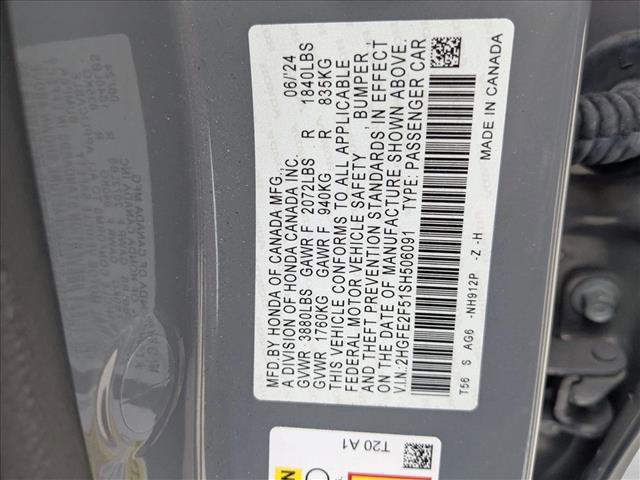 MFD.BY HONDA OF CANADA MFG. 06/'24
A DIVISION OF HONDA CANADA INC.
GVWR 3880LBS GAWR F 2072LBS R 1840LBS
GVWR 1760KG GAWR F 940KG R 835KG
THIS VEHICLE CONFORMS TO ALL APPLICABLE
FEDERAL MOTOR VEHICLE SAFETY, BUMPER,
AND THEFT PREVENTION STANDARDS IN EFFECT
ON THE DATE OF MANUFACTURE SHOWN ABOVE.
V.I.N.:2HGFE2F51SH506091 TYPE: PASSENGER CAR
T56 S AG6 -NH912P -Z -H
MADE IN CANADA
T20 A1